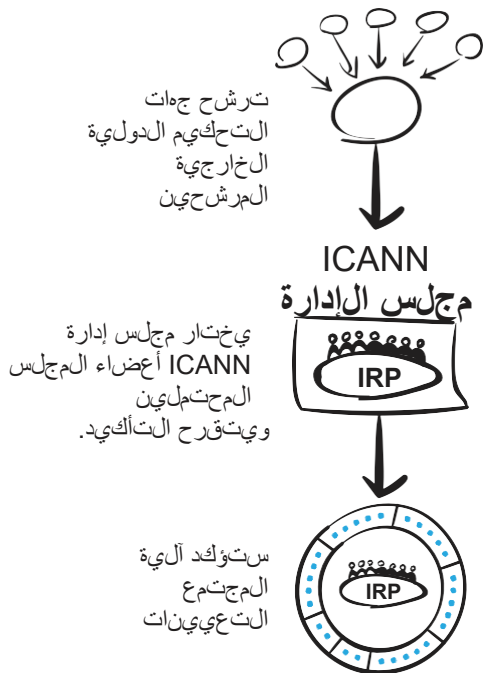 ترشح جهات
التحكيم الدولية
الخارجية
المرشحين
ICANN
مجلس الإدارة
يختار مجلس إدارة
ICANN أعضاء المجلس
المحتملين
ويتقرح التأكيد.
IRP
ستؤكد آلية
المجتمع
التعيينات
IRP